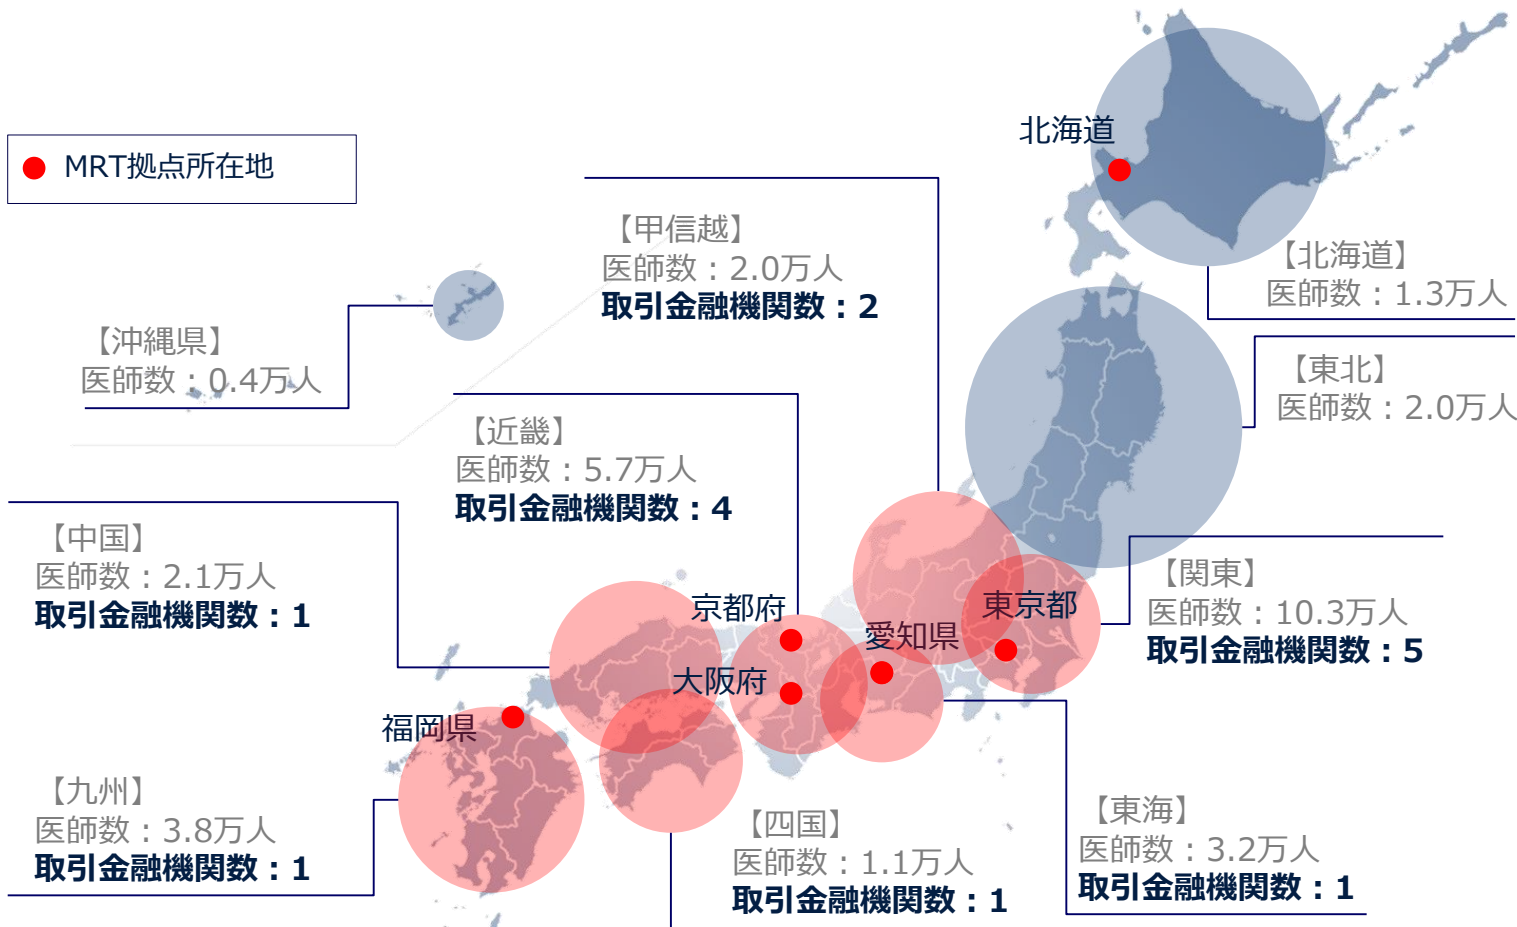 北海道
MRT拠点所在地
【甲信越】
医師数：2.0万人
取引金融機関数：2
【北海道】
医師数：1.3万人
【沖縄県】
医師数：0.4万人
【東北】
医師数：2.0万人
【近畿】
医師数：5.7万人
取引金融機関数：4
【中国】
医師数：2.1万人
取引金融機関数：1
【関東】
医師数：10.3万人
取引金融機関数：5
京都府
東京都
愛知県
大阪府
福岡県
【九州】
医師数：3.8万人
取引金融機関数：1
【四国】
医師数：1.1万人
取引金融機関数：1
【東海】
医師数：3.2万人
取引金融機関数：1